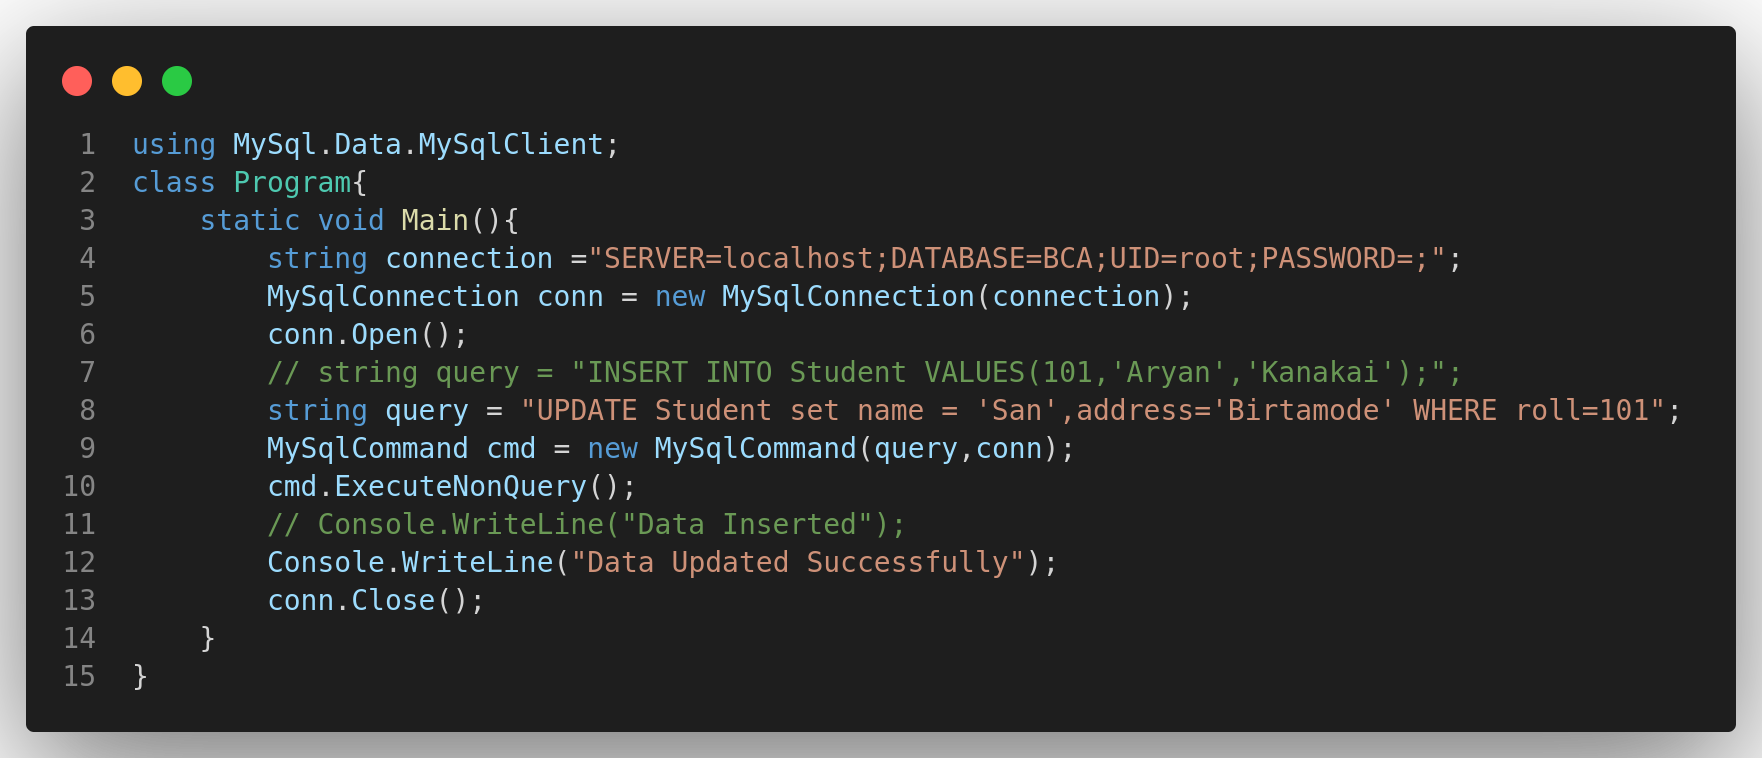 1 using MySql.Data.MySqlClient;
2 class Program{
3     static void Main(){
4         string connection ="SERVER=localhost;DATABASE=BCA;UID=root;PASSWORD=;";
5         MySqlConnection conn = new MySqlConnection(connection);
6         conn.Open();
7         // string query = "INSERT INTO Student VALUES(101,'Aryan','Kanakai');";
8         string query = "UPDATE Student set name = 'San',address='Birtamode' WHERE roll=101";
9         MySqlCommand cmd = new MySqlCommand(query,conn);
10         cmd.ExecuteNonQuery();
11         // Console.WriteLine("Data Inserted");
12         Console.WriteLine("Data Updated Successfully");
13         conn.Close();
14     }
15 }